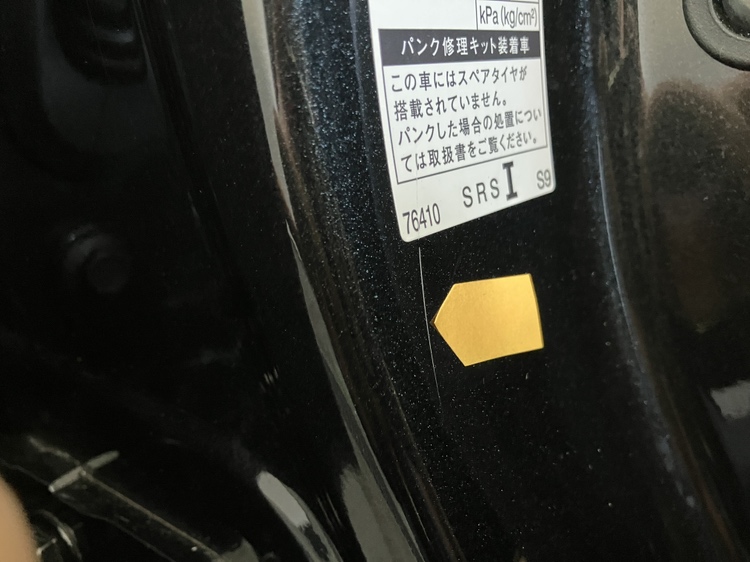 kPa(kg/cm²)
パンク修理キット装着車
この車にはスペアタイヤが
搭載されていません。
パンクした場合の処置につい
ては取扱書をご覧ください。
76410 SRS I S9